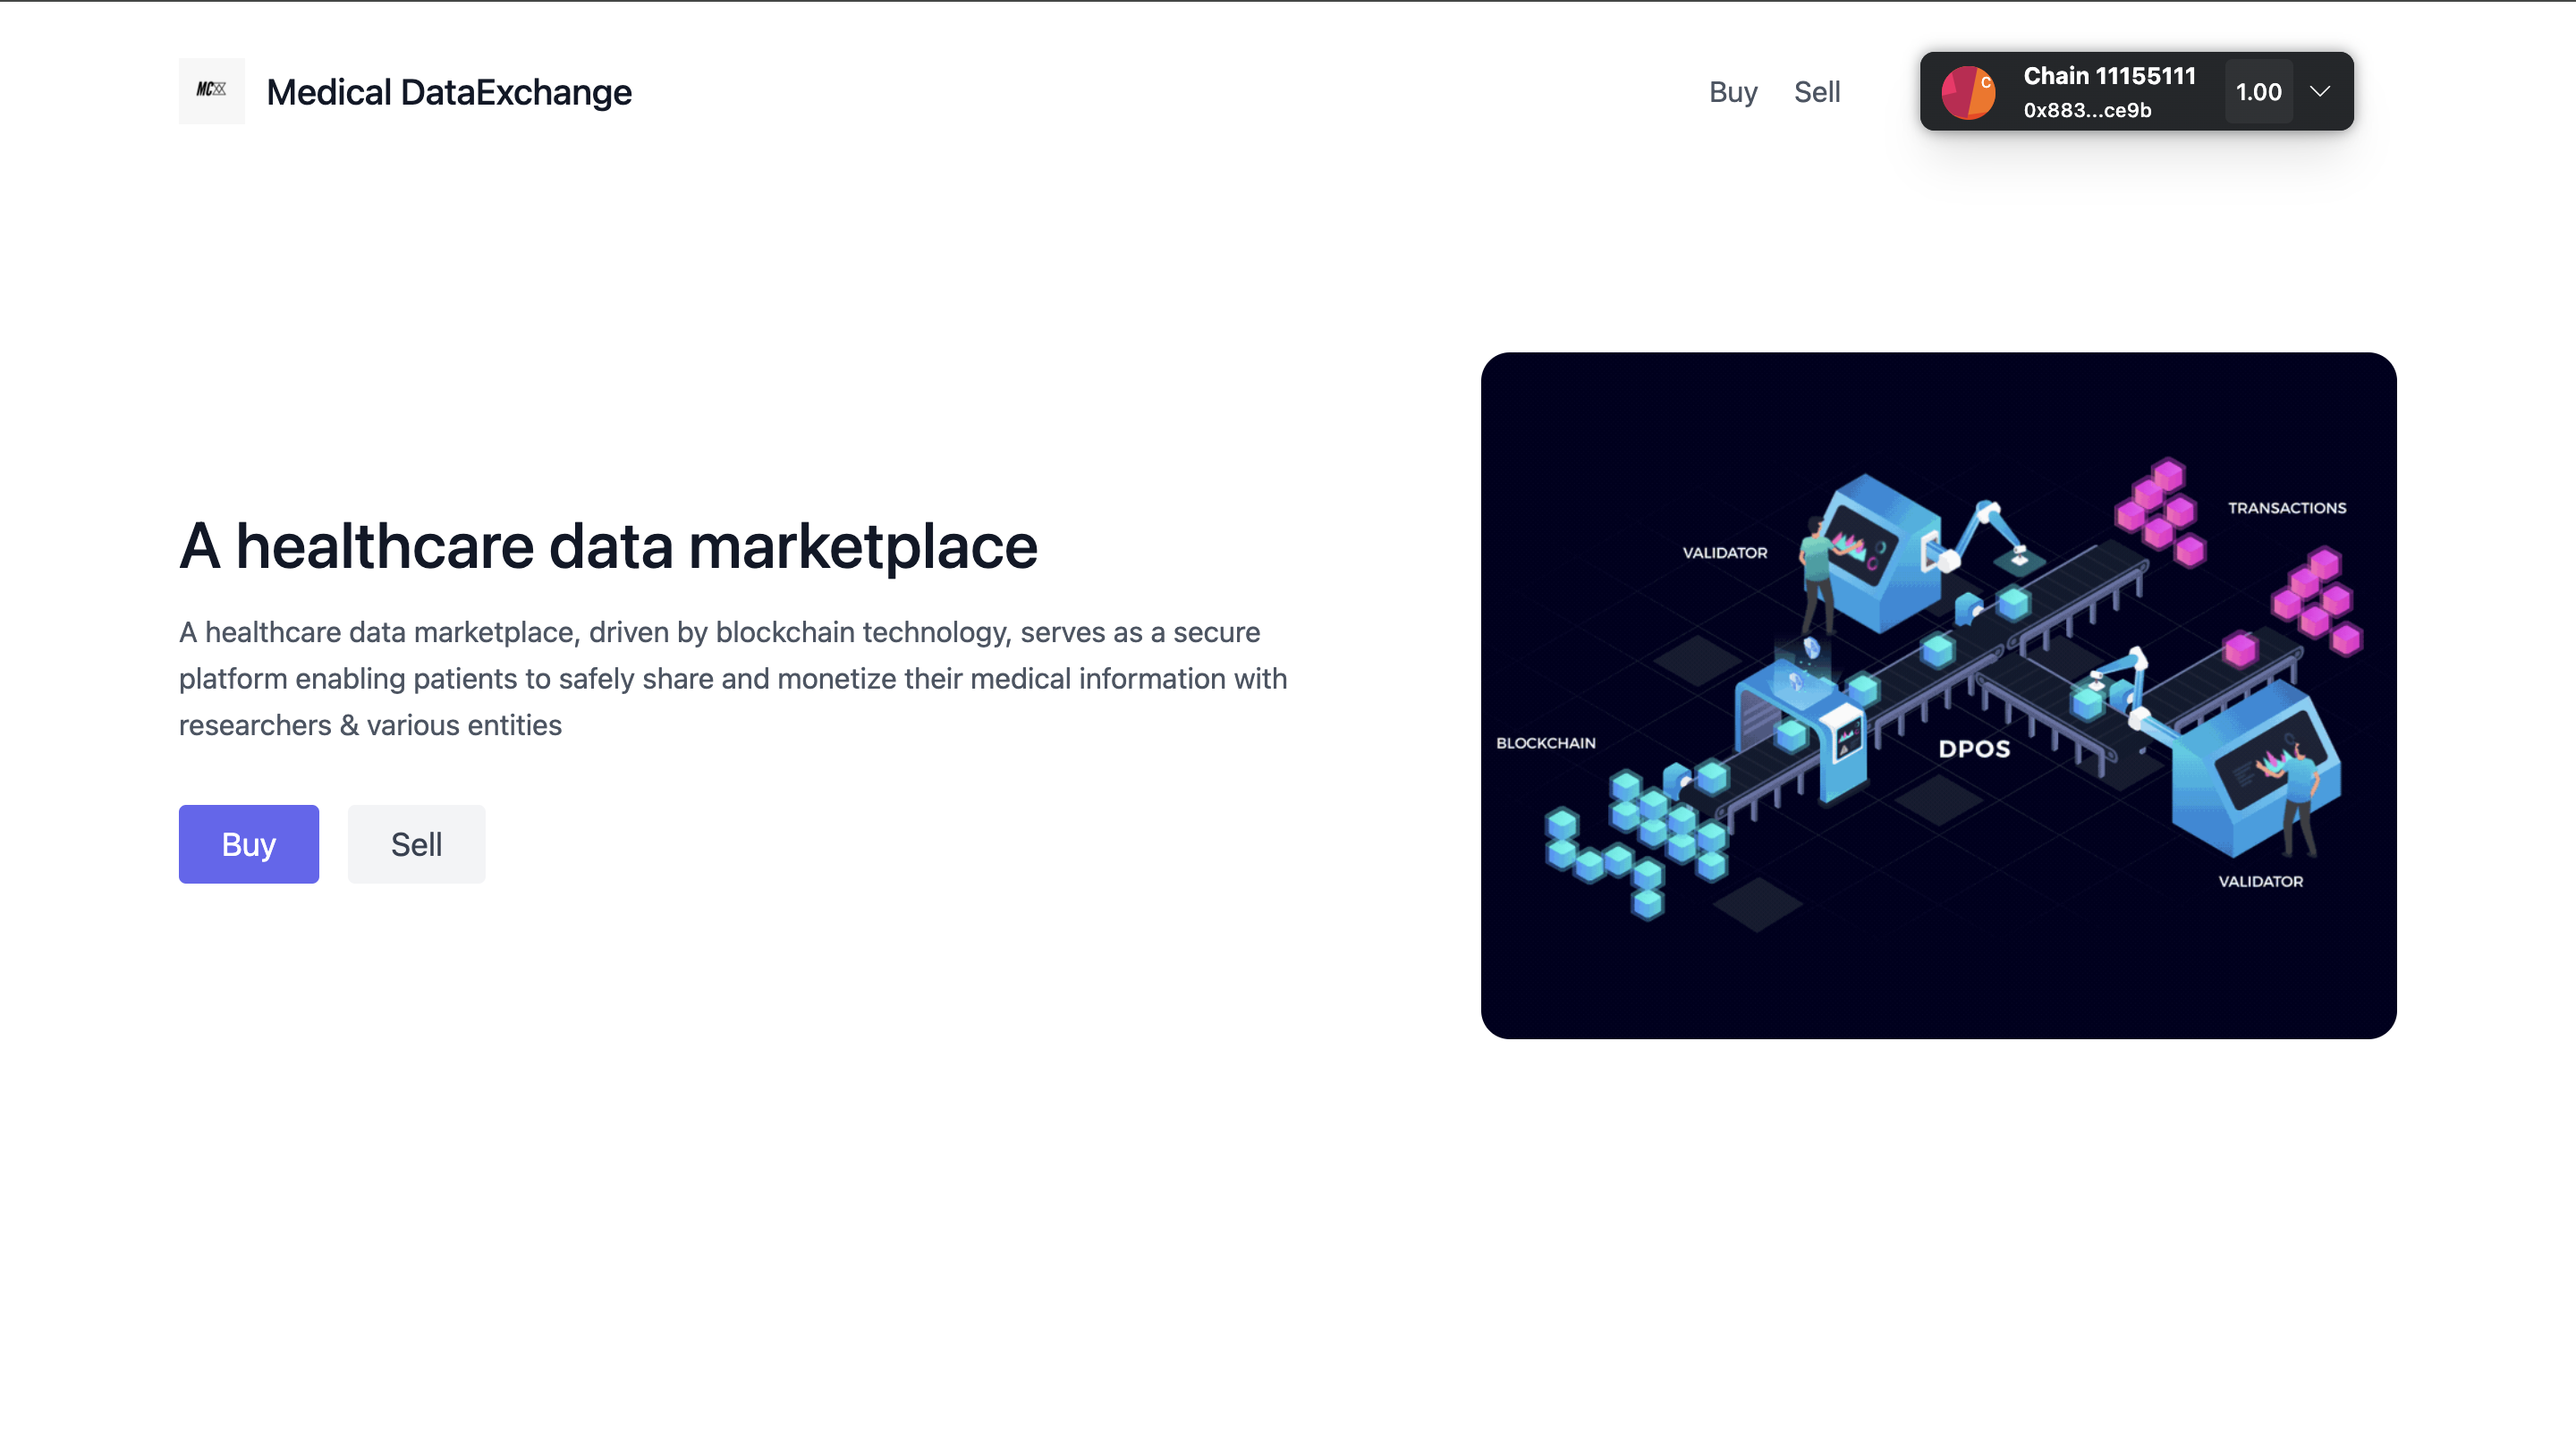 MCXX
Medical DataExchange
Buy
Sell
Chain 11155111
0x883...ce9b
1.00
A healthcare data marketplace
A healthcare data marketplace, driven by blockchain technology, serves as a secure
platform enabling patients to safely share and monetize their medical information with
researchers & various entities
Buy
Sell
TRANSACTIONS
VALIDATOR
BLOCKCHAIN
DPOS
VALIDATOR